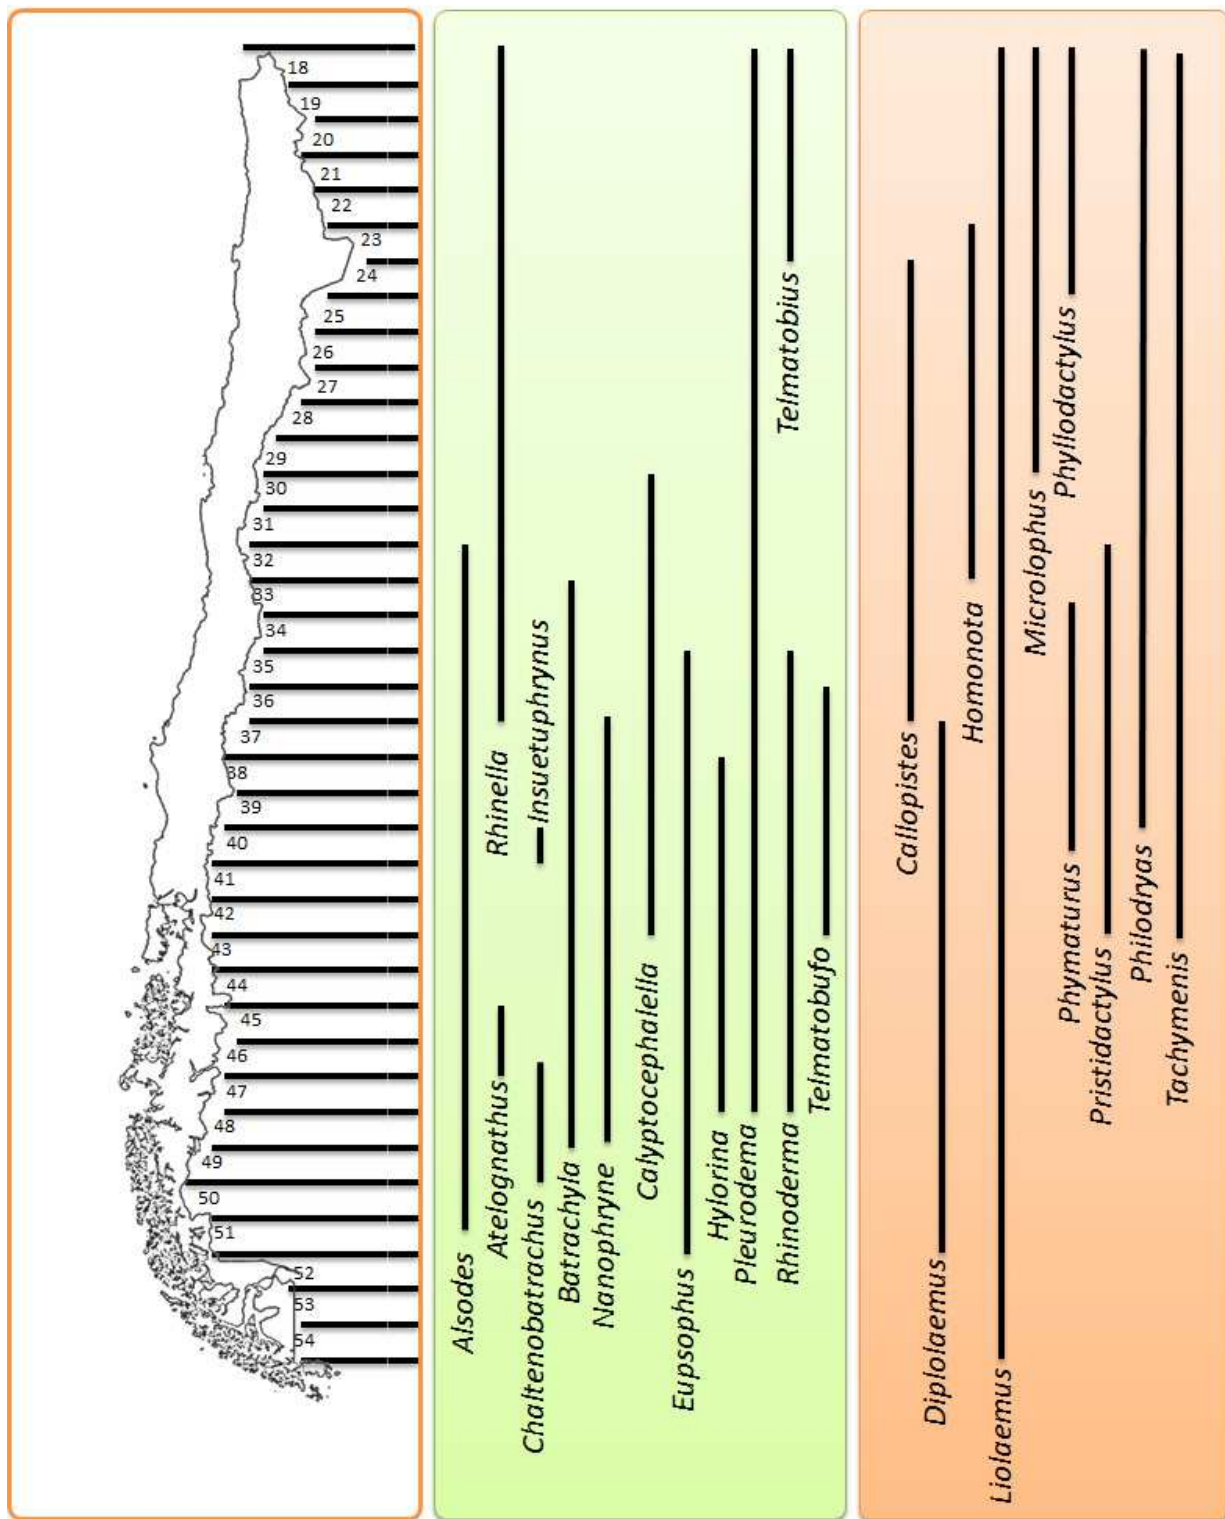 18
19
20
21
22
23
24
25
26
27
28
29
30
31
32
33
34
35
36
37
38
39
40
41
42
43
44
45
46
47
48
49
50
51
52
53
54
Alsodes
Rhinella
Atelognathus
Insuetuphrynus
Chaltenobatrachus
Batrachyla
Nanophryne
Calyptocephalella
Eupsophus
Hylorina
Pleurodema
Telmatobius
Rhinoderma
Telmatobufo
Callopistes
Diplolaemus
Homonota
Liolaemus
Microlophus
Phyllodactylus
Phymaturus
Pristidactylus
Philodryas
Tachymenis